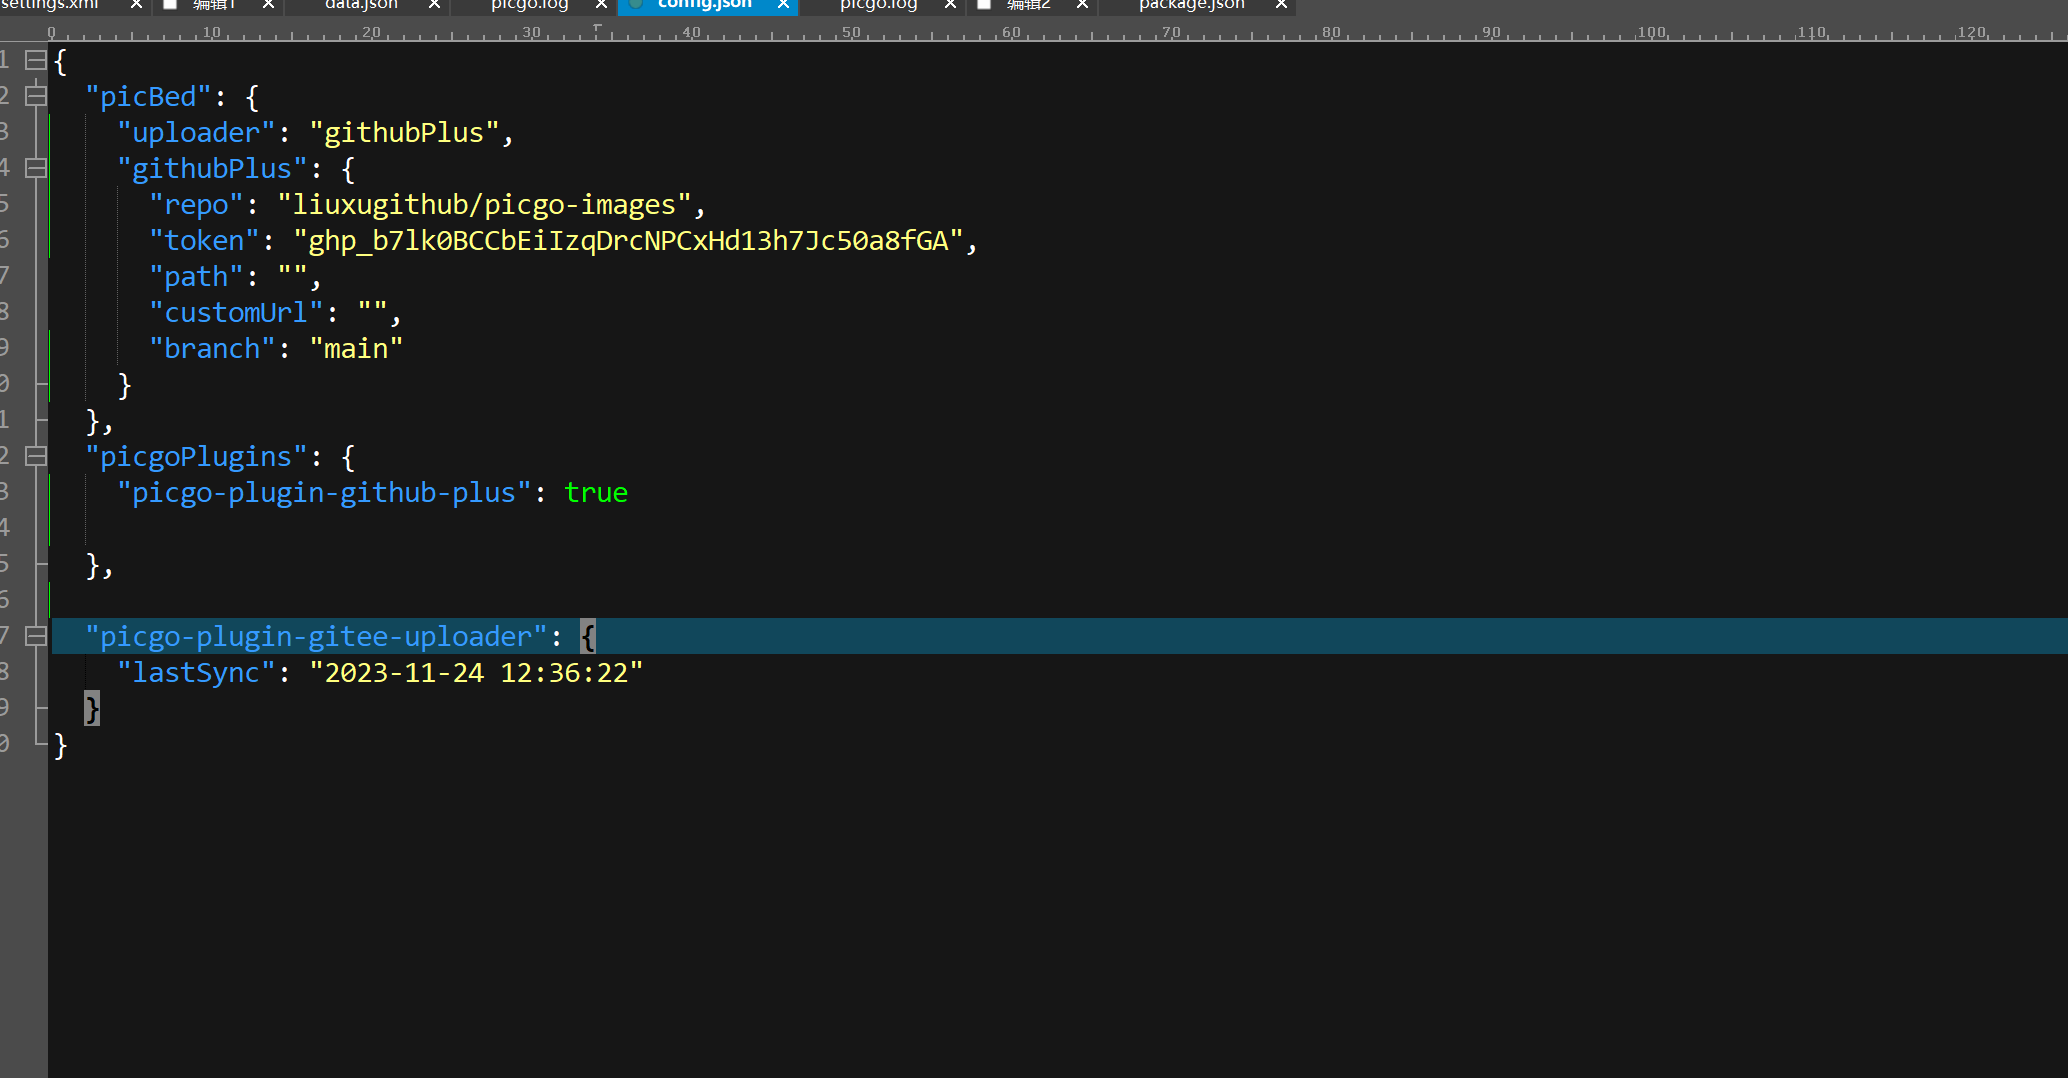 settings.xml 编辑1 data.json picgo.log config.json picgo.log 编辑2 package.json
0 10 20 30 40 50 60 70 80 90 100 110 120
1 {
2 "picBed": {
3 "uploader": "githubPlus",
4 "githubPlus": {
5 "repo": "liuxugithub/picgo-images",
6 "token": "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",
7 "path": "",
8 "customUrl": "",
9 "branch": "main"
0 }
1 },
2 "picgoPlugins": {
3 "picgo-plugin-github-plus": true
4
5 },
6
7 "picgo-plugin-gitee-uploader": {
8 "lastSync": "2023-11-24 12:36:22"
9 }
0 }